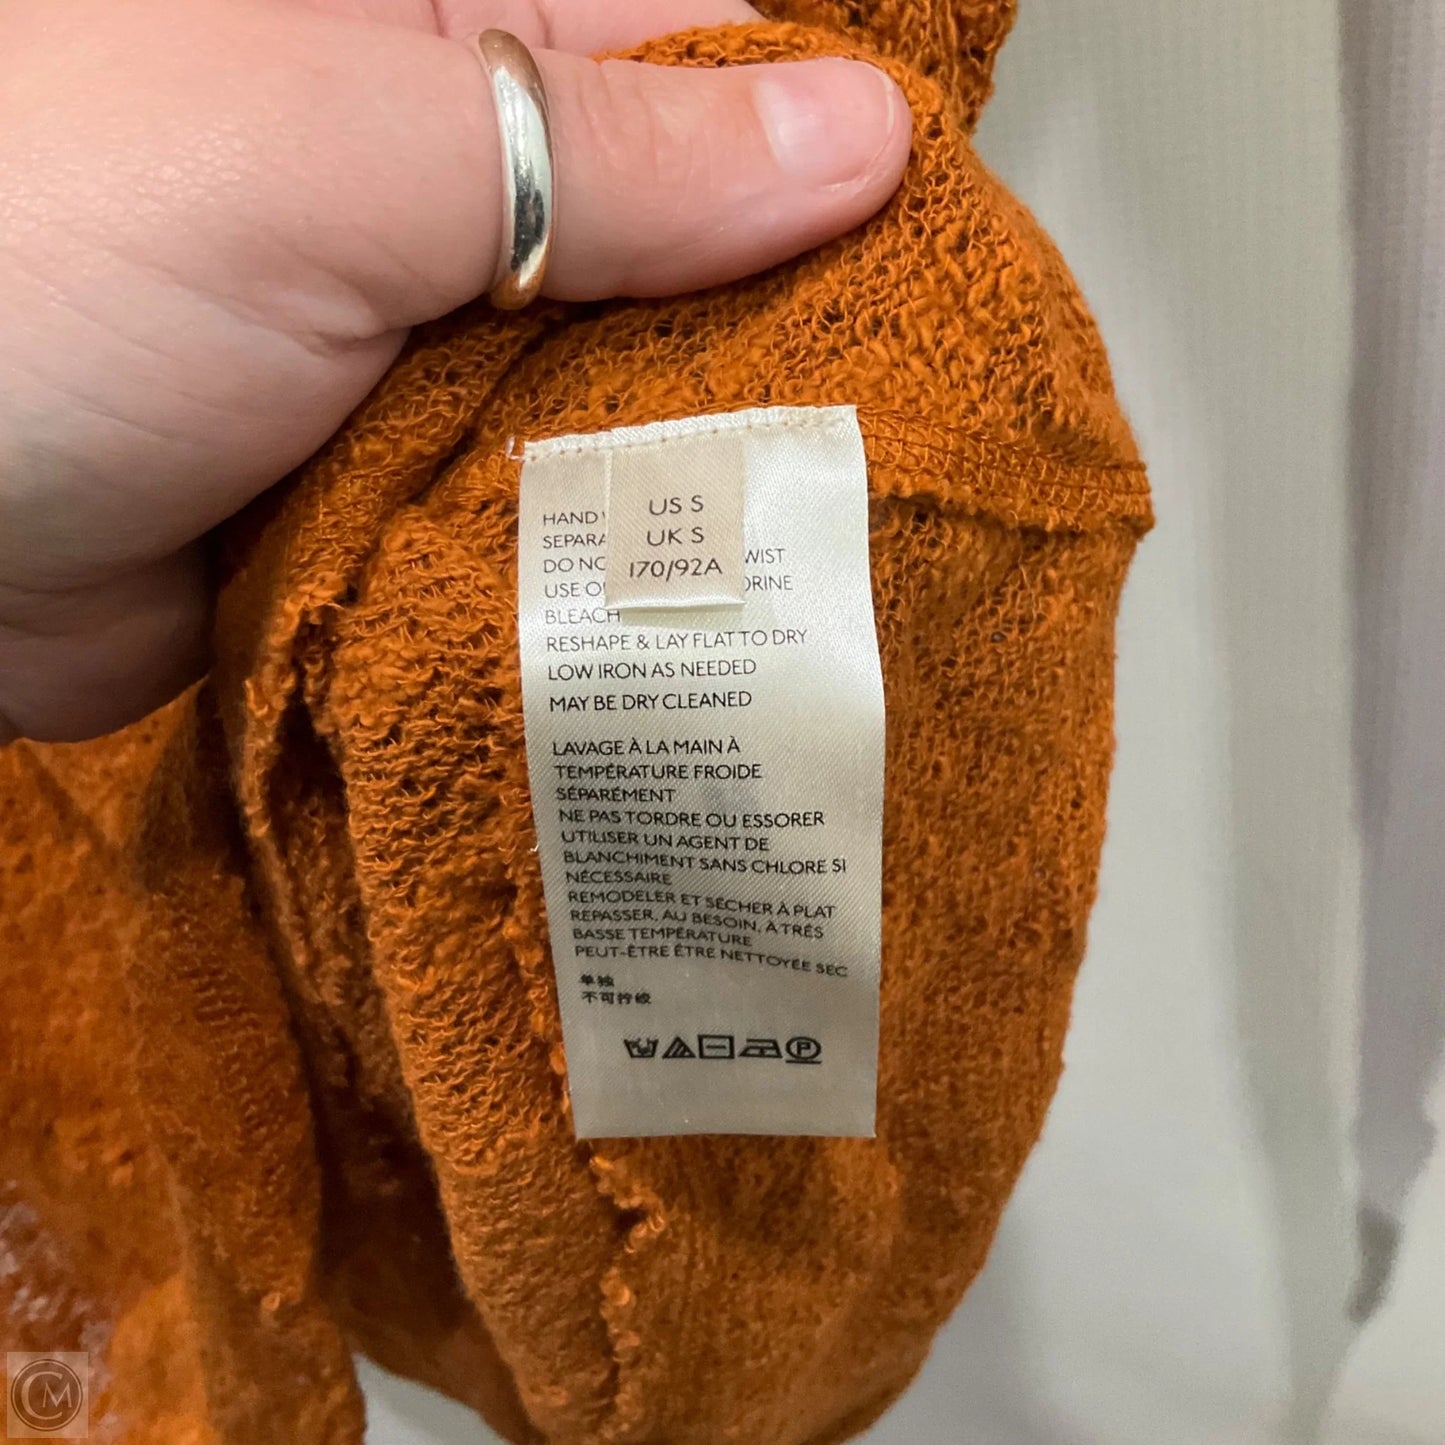 US S
UK S
170/92A
HAND
SEPARA
DO NO WIST
USE O ORINE
BLEACH
RESHAPE & LAY FLAT TO DRY
LOW IRON AS NEEDED
MAY BE DRY CLEANED
LAVAGE À LA MAIN À
TEMPÉRATURE FROIDE
SÉPARÉMENT
NE PAS TORDRE OU ESSORER
UTILISER UN AGENT DE
BLANCHIMENT SANS CHLORE SI
NÉCESSAIRE
REMODELER ET SÉCHER À PLAT
REPASSER, AU BESOIN, À TRÈS
BASSE TEMPÉRATURE
PEUT-ÊTRE ÊTRE NETTOYÉE SEC
单独
不可拧绞
P
CM